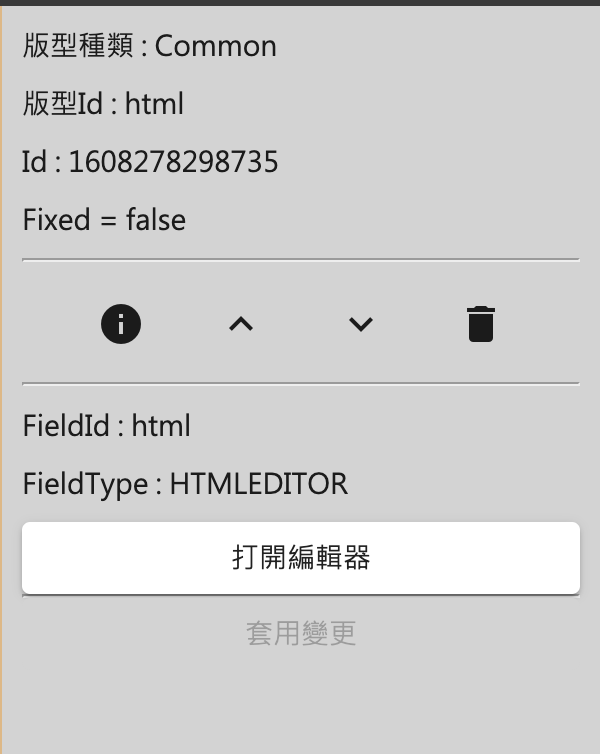 版型種類 : Common
版型Id : html
Id : 1608278298735
Fixed = false
FieldId : html
FieldType : HTMLEDITOR
打開編輯器
套用變更